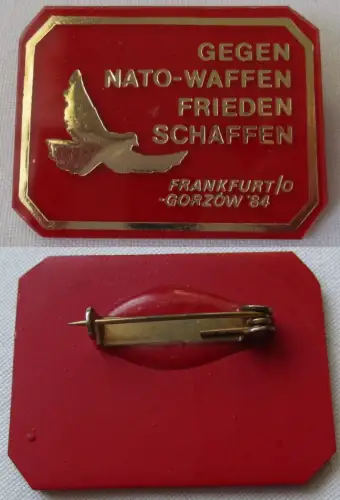 GEGEN
NATO-WAFFEN
FRIEDEN
SCHAFFEN
FRANKFURT/O
-GORZÓW '84